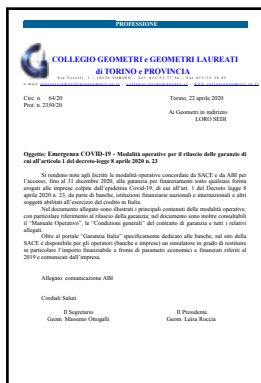 PROFESSIONE
COLLEGIO GEOMETRI e GEOMETRI LAUREATI
di TORINO e PROVINCIA
Circ. n. 64/20
Torino, 22 aprile 2020
Prot. n. 2350/20
Ai Geometri in indirizzo
LORO SEDI
Oggetto: Emergenza COVID-19 - Modalità operative per il rilascio delle garanzie di
cui all'articolo 1 del decreto-legge 8 aprile 2020 n. 23
Si rendono note agli Iscritti le modalità operative concordate da SACE e da ABI per
l'accesso, fino al 31 dicembre 2020, alla garanzia per finanziamenti sotto qualsiasi forma
erogati alle imprese colpite dall'epidemia Covid-19, di cui all'art. 1 del Decreto legge 8
aprile 2020 n. 23, da parte di banche, istituzioni finanziarie nazionali e internazionali e altri
soggetti abilitati all'esercizio del credito in Italia.
Nel documento allegato sono illustrati i principali contenuti delle modalità operative,
con particolare riferimento al rilascio della garanzia; nel documento sono inoltre consultabili
il "Manuale Operativo", le "Condizioni generali" del contratto di garanzia e tutti i relativi
allegati.
Oltre al portale "Garanzia Italia" specificamente dedicato alle banche, sul sito della
SACE è disponibile per gli operatori (banche e imprese) un simulatore in grado di restituire
in particolare l'importo finanziabile a fronte di parametri economici e finanziari riferiti al
2019 e comunicati dall'impresa.
Allegato: comunicazione ABI
Cordiali Saluti
Il Segretario
Il Presidente
Geom. Massimo Ottogalli
Geom. Luisa Roccia